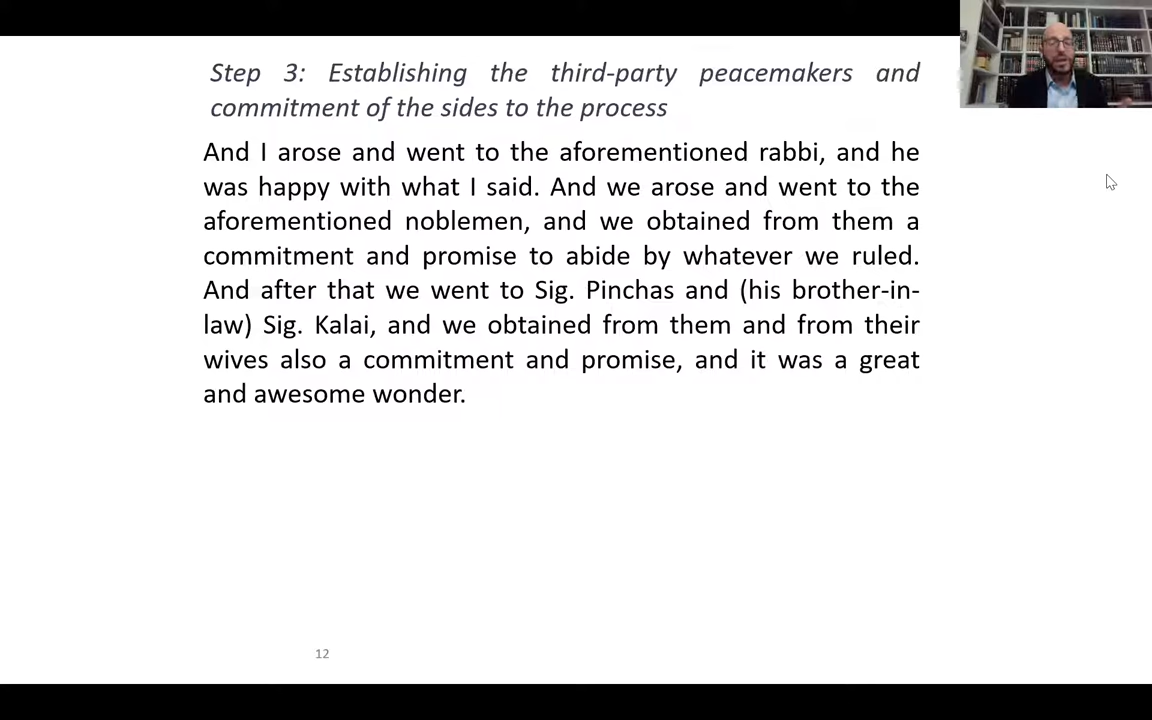 Step 3: Establishing the third-party peacemakers and
commitment of the sides to the process
And I arose and went to the aforementioned rabbi, and he
was happy with what I said. And we arose and went to the
aforementioned noblemen, and we obtained from them a
commitment and promise to abide by whatever we ruled.
And after that we went to Sig. Pinchas and (his brother-in-
law) Sig. Kalai, and we obtained from them and from their
wives also a commitment and promise, and it was a great
and awesome wonder.
12